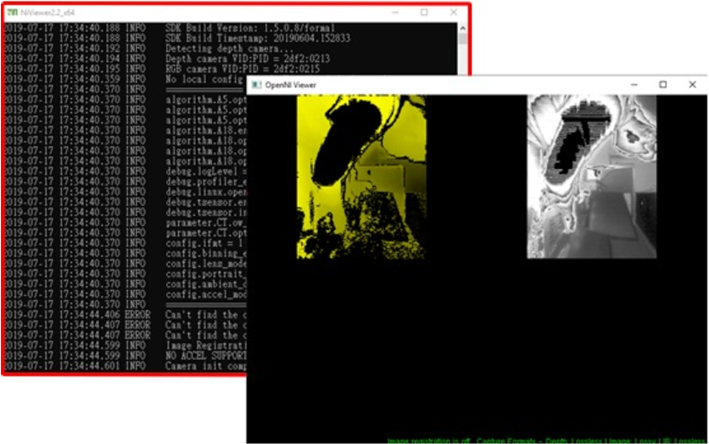 NiViewer2.2_x64
2019-07-17 17:34:40.188 INFO SDK Build Version: 1.5.0.8/formal
2019-07-17 17:34:40.188 INFO SDK Build Timestamp: 20190604.152833
2019-07-17 17:34:40.192 INFO Detecting depth camera...
2019-07-17 17:34:40.194 INFO Depth camera VID:PID = 2df2:0213
2019-07-17 17:34:40.195 INFO RGB camera VID:PID = 2df2:0215
2019-07-17 17:34:40.359 INFO No local config
2019-07-17 17:34:40.370 INFO
2019-07-17 17:34:40.370 INFO algorithm.A5.opt
2019-07-17 17:34:40.370 INFO algorithm.A5.opt
2019-07-17 17:34:40.370 INFO algorithm.A18.en
2019-07-17 17:34:40.370 INFO algorithm.A18.op
2019-07-17 17:34:40.370 INFO algorithm.A18.op
2019-07-17 17:34:40.370 INFO algorithm.A18.op
2019-07-17 17:34:40.370 INFO debug.logLevel =
2019-07-17 17:34:40.370 INFO debug.profiler_e
2019-07-17 17:34:40.370 INFO debug.linux.open
2019-07-17 17:34:40.370 INFO debug.tsensor.en
2019-07-17 17:34:40.370 INFO debug.tsensor.in
2019-07-17 17:34:40.370 INFO parameter.CT.ow_
2019-07-17 17:34:40.370 INFO parameter.CT.opt
2019-07-17 17:34:40.370 INFO config.ifmt = 1
2019-07-17 17:34:40.370 INFO config.binning_e
2019-07-17 17:34:40.370 INFO config.lens_mode
2019-07-17 17:34:40.370 INFO config.portrait_
2019-07-17 17:34:40.370 INFO config.ambient_c
2019-07-17 17:34:40.370 INFO config.accel_mod
2019-07-17 17:34:40.370 INFO
2019-07-17 17:34:44.406 ERROR Can't find the c
2019-07-17 17:34:44.407 ERROR Can't find the c
2019-07-17 17:34:44.407 ERROR Can't find the c
2019-07-17 17:34:44.599 INFO Image Registrati
2019-07-17 17:34:44.599 INFO NO ACCEL SUPPORT
2019-07-17 17:34:44.601 INFO Camera init comp
OpenNI Viewer
Image registration is off. Capture Formats - Depth: Lossless | Image: Lossy | IR: Lossless